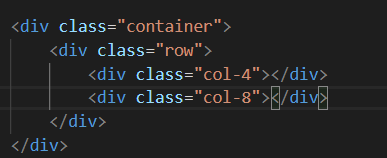 <div class="container">
    <div class="row">
        <div class="col-4"></div>
        <div class="col-8"></div>
    </div>
</div>